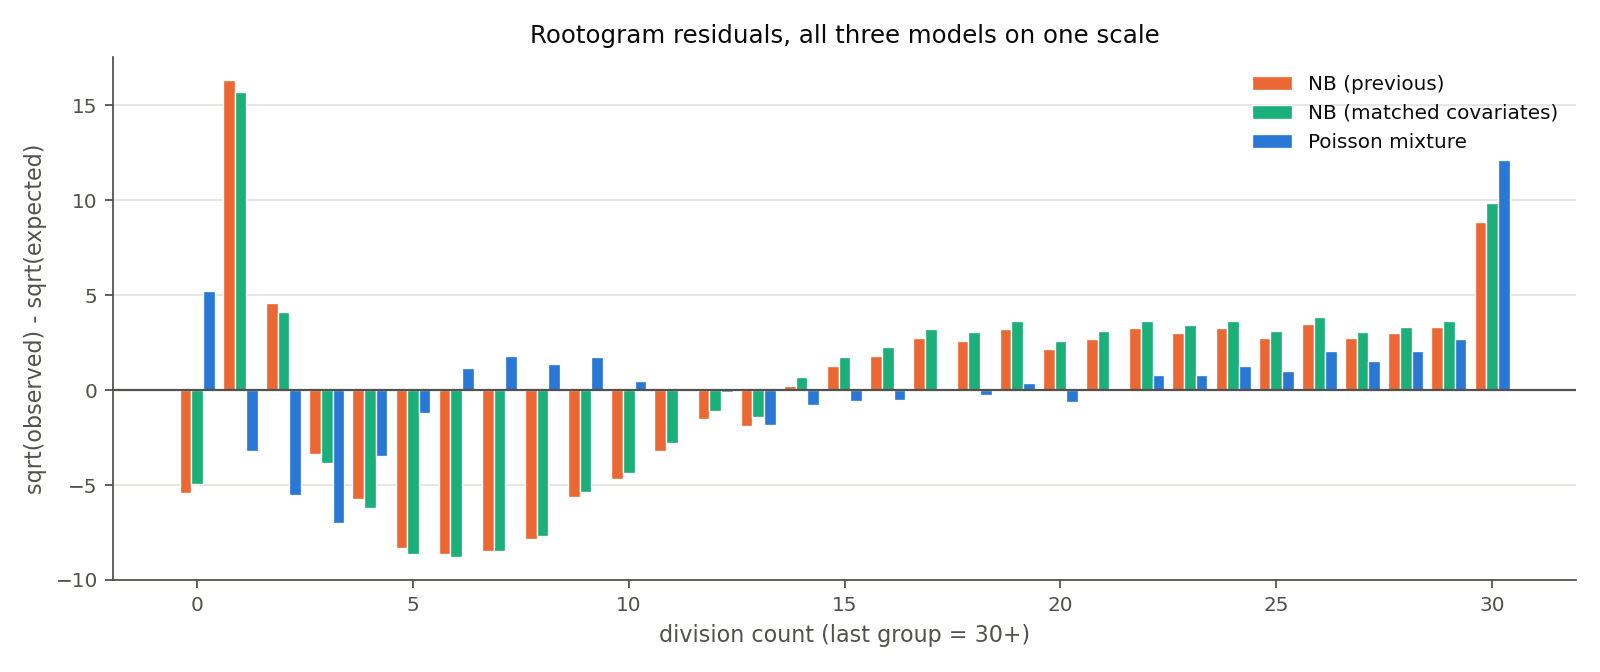 Rootogram residuals, all three models on one scale
NB (previous)
NB (matched covariates)
Poisson mixture
sqrt(observed) - sqrt(expected)
15
10
5
0
−5
−10
0 5 10 15 20 25 30
division count (last group = 30+)